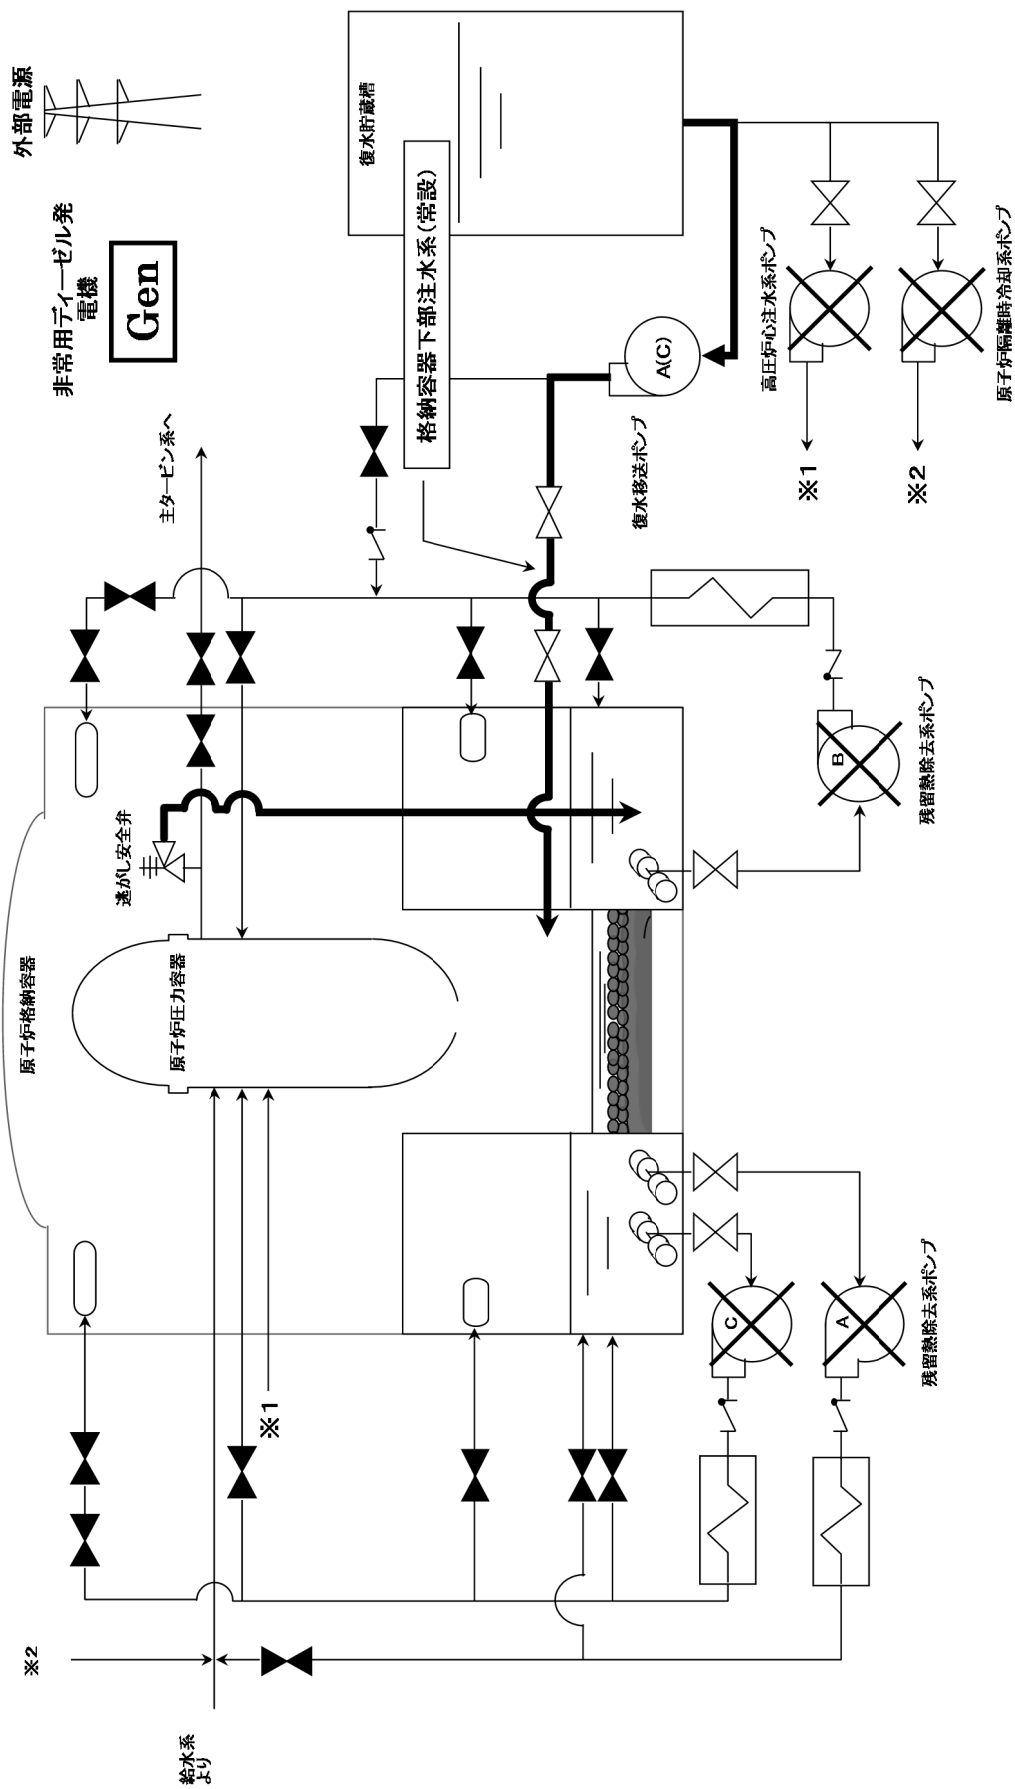 外部電源
非常用ディーゼル発
電機
Gen
復水貯蔵槽
格納容器下部注水系(常設)
A(C)
復水移送ポンプ
高圧炉心注水系ポンプ
原子炉隔離時冷却系ポンプ
※1
※2
主タービン系へ
逃がし安全弁
原子炉格納容器
原子炉圧力容器
B
残留熱除去系ポンプ
C
A
残留熱除去系ポンプ
※1
※2
給水系
より